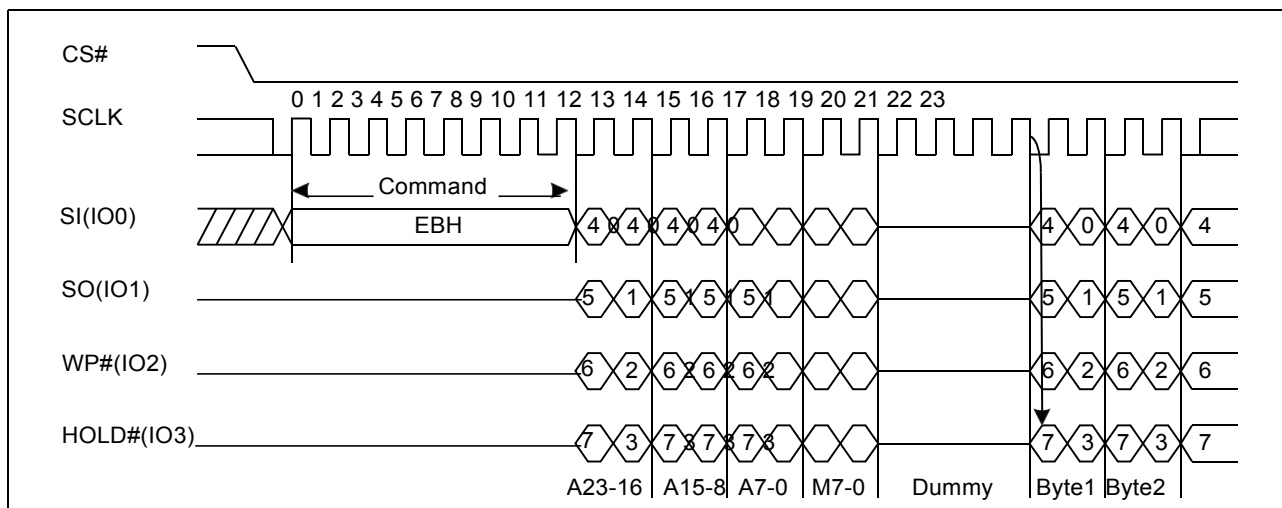 CS#
0 1 2 3 4 5 6 7 8 9 10 11 12 13 14 15 16 17 18 19 20 21 22 23
SCLK
Command
SI(IO0) EBH 4 0 4 0 4 0 4 0 4 0 4 0 4
SO(IO1) 5 1 5 1 5 1 5 1 5 1 5 1 5
WP#(IO2) 6 2 6 2 6 2 6 2 6 2 6 2 6
HOLD#(IO3) 7 3 7 3 7 3 7 3 7 3 7 3 7
A23-16 A15-8 A7-0 M7-0 Dummy Byte1 Byte2